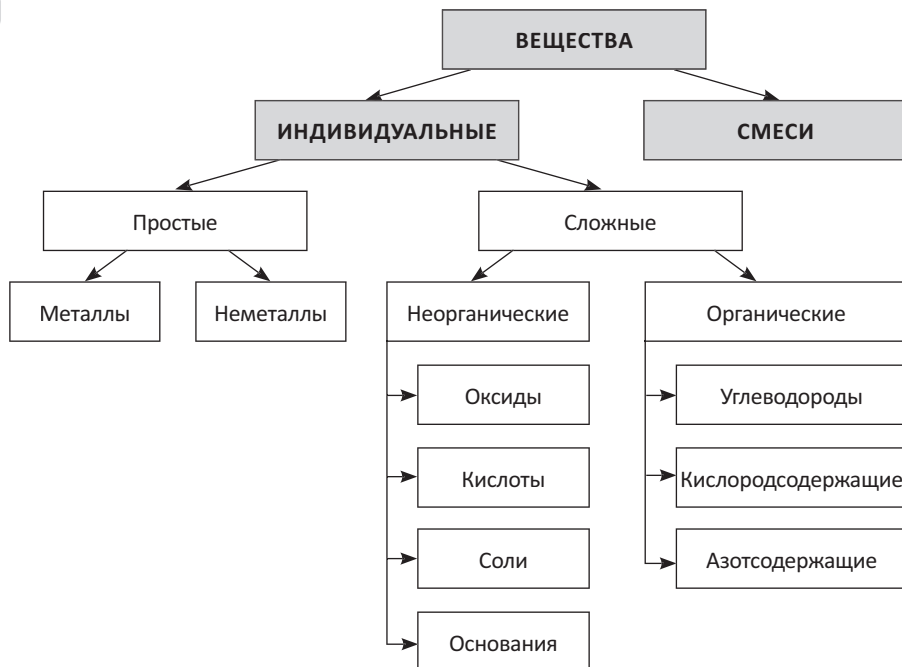 ВЕЩЕСТВА
ИНДИВИДУАЛЬНЫЕ
СМЕСИ
Простые
Сложные
Металлы
Неметаллы
Неорганические
Органические
Оксиды
Углеводороды
Кислоты
Кислородсодержащие
Соли
Азотсодержащие
Основания